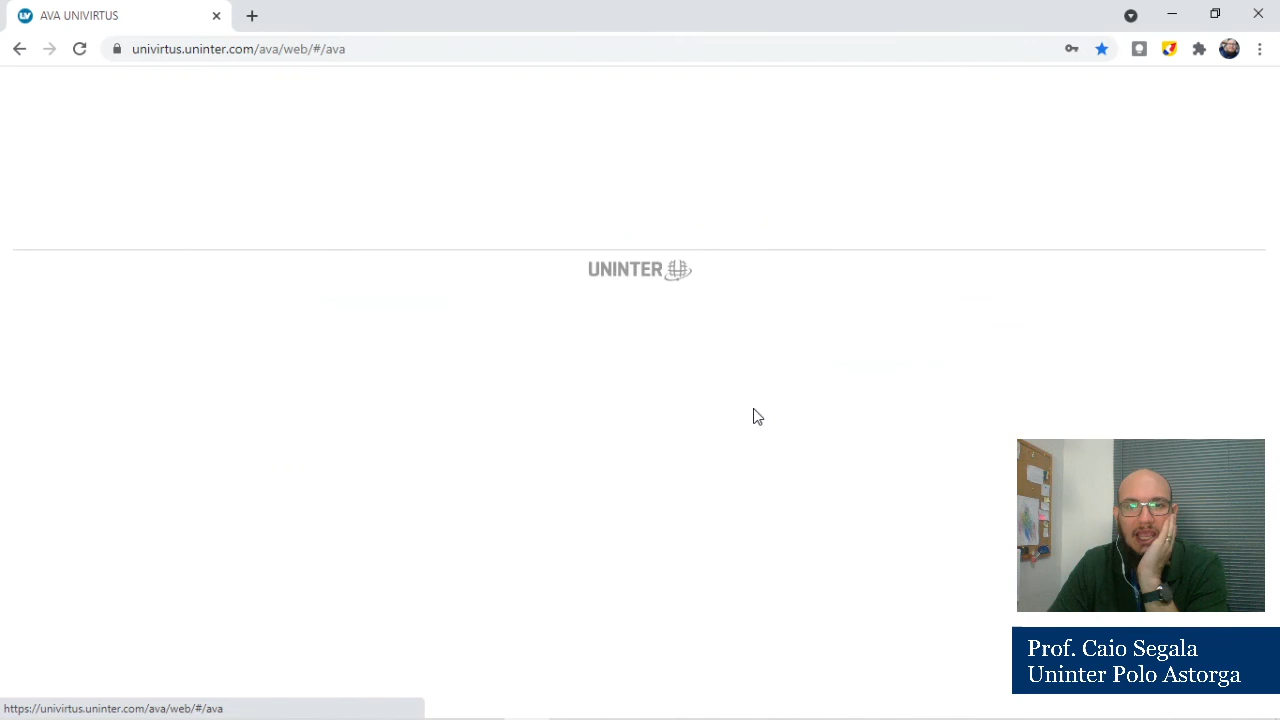 AVA UNIVIRTUS
univirtus.uninter.com/ava/web/#/ava
UNINTER
Prof. Caio Segala
Uninter Polo Astorga
https://univirtus.uninter.com/ava/web/#/ava